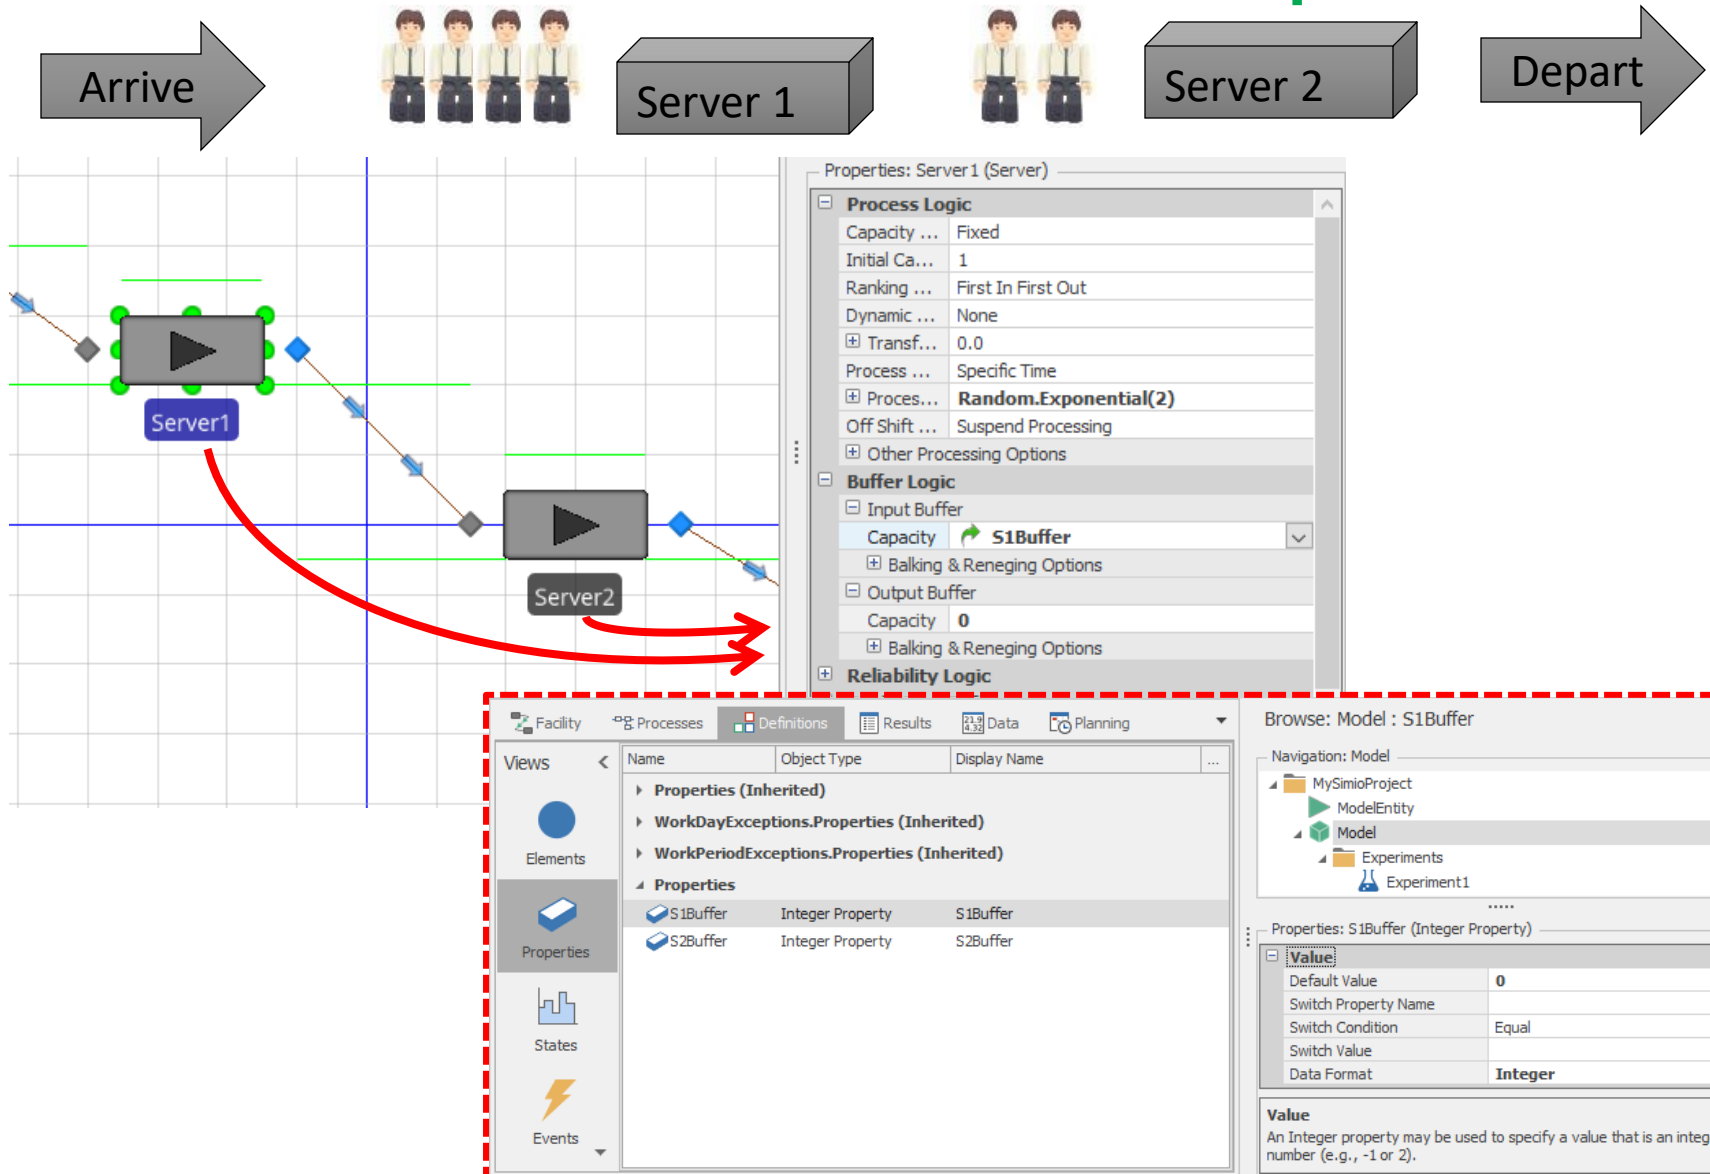 Arrive
Server 1
Server 2
Depart
Server1
Server2
Properties: Server1 (Server)
Process Logic
Capacity ... Fixed
Initial Ca... 1
Ranking ... First In First Out
Dynamic ... None
Transf... 0.0
Process ... Specific Time
Proces... Random.Exponential(2)
Off Shift ... Suspend Processing
Other Processing Options
Buffer Logic
Input Buffer
Capacity S1Buffer
Balking & Reneging Options
Output Buffer
Capacity 0
Balking & Reneging Options
Reliability Logic
Facility Processes Definitions Results Data Planning
Views
Elements
Properties
States
Events
Name Object Type Display Name ...
Properties (Inherited)
WorkDayExceptions.Properties (Inherited)
WorkPeriodExceptions.Properties (Inherited)
Properties
S1Buffer Integer Property S1Buffer
S2Buffer Integer Property S2Buffer
Browse: Model : S1Buffer
Navigation: Model
MySimioProject
ModelEntity
Model
Experiments
Experiment1
Properties: S1Buffer (Integer Property)
Value
Default Value 0
Switch Property Name
Switch Condition Equal
Switch Value
Data Format Integer
Value
An Integer property may be used to specify a value that is an integ
number (e.g., -1 or 2).